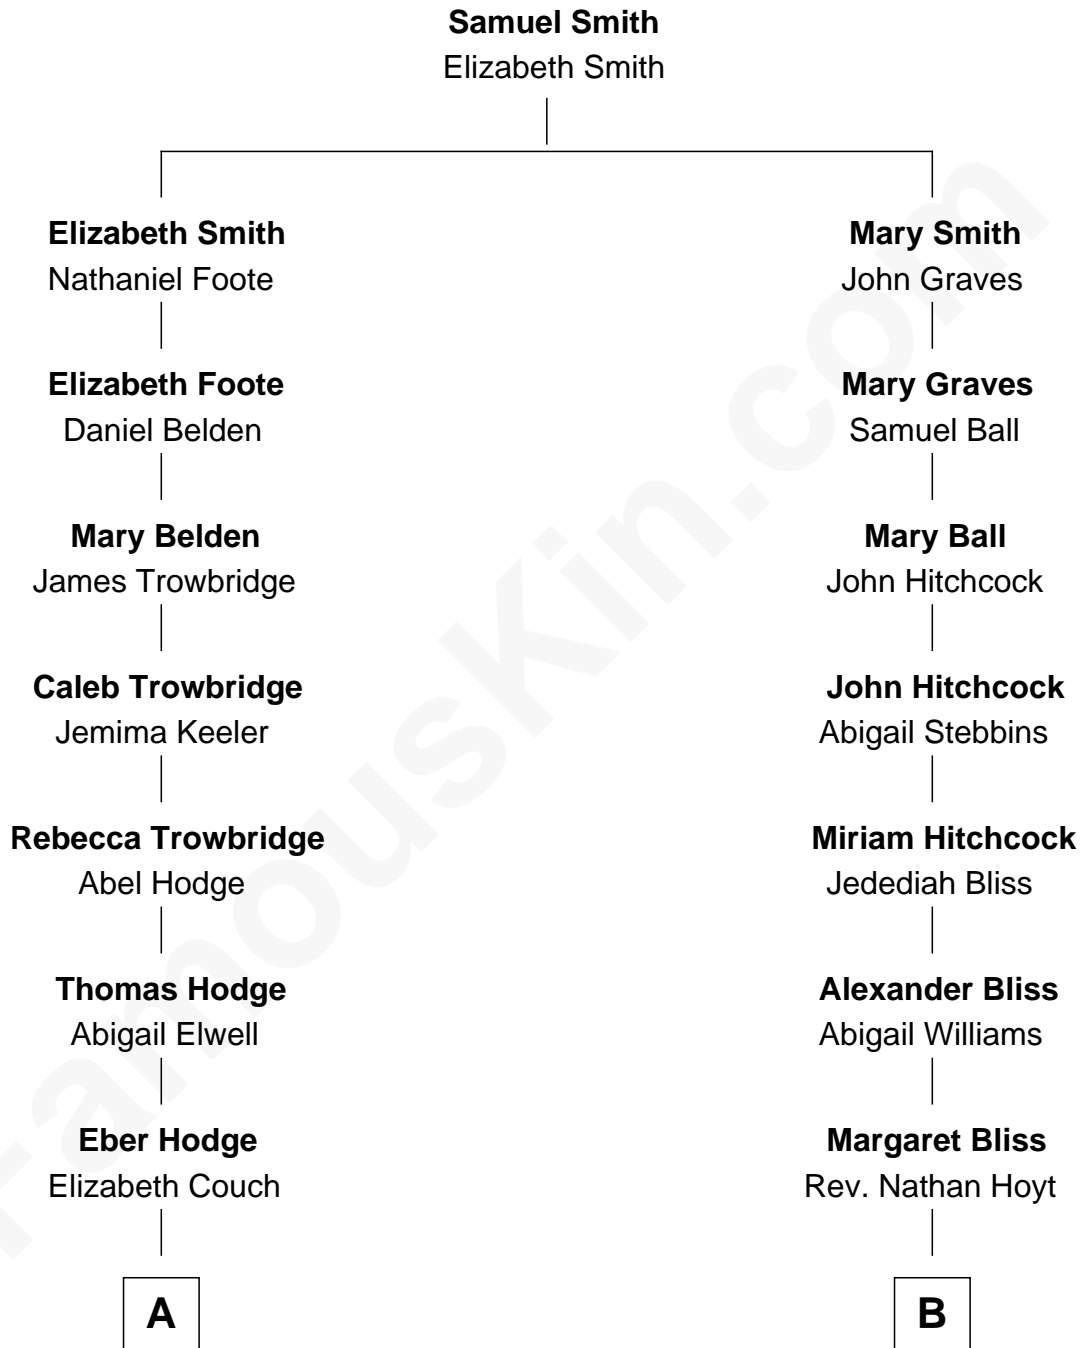 Samuel Smith
Elizabeth Smith
Elizabeth Smith
Nathaniel Foote
Mary Smith
John Graves
Elizabeth Foote
Daniel Belden
Mary Graves
Samuel Ball
Mary Belden
James Trowbridge
Mary Ball
John Hitchcock
Caleb Trowbridge
Jemima Keeler
John Hitchcock
Abigail Stebbins
Rebecca Trowbridge
Abel Hodge
Miriam Hitchcock
Jedediah Bliss
Thomas Hodge
Abigail Elwell
Alexander Bliss
Abigail Williams
Eber Hodge
Elizabeth Couch
Margaret Bliss
Rev. Nathan Hoyt
A
B
FamousKin.com